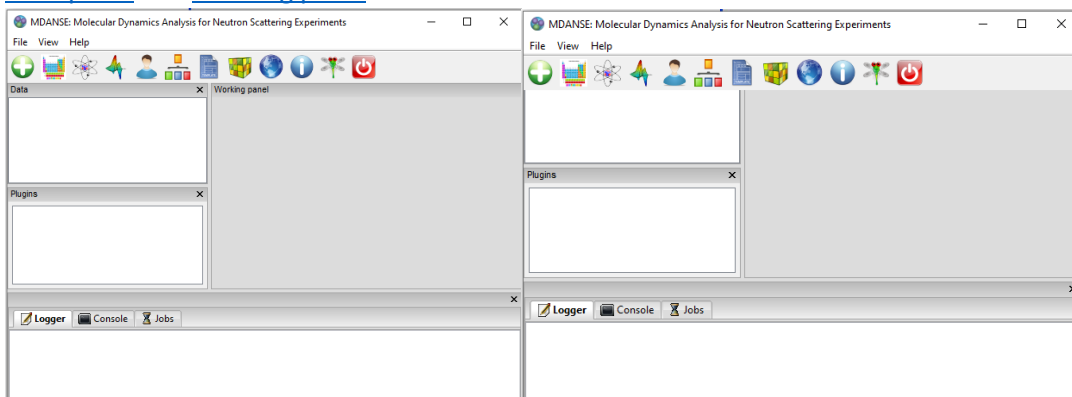 MDANSE: Molecular Dynamics Analysis for Neutron Scattering Experiments
File View Help
Data
Working panel
Plugins
Logger Console Jobs
MDANSE: Molecular Dynamics Analysis for Neutron Scattering Experiments
File View Help
Plugins
Logger Console Jobs